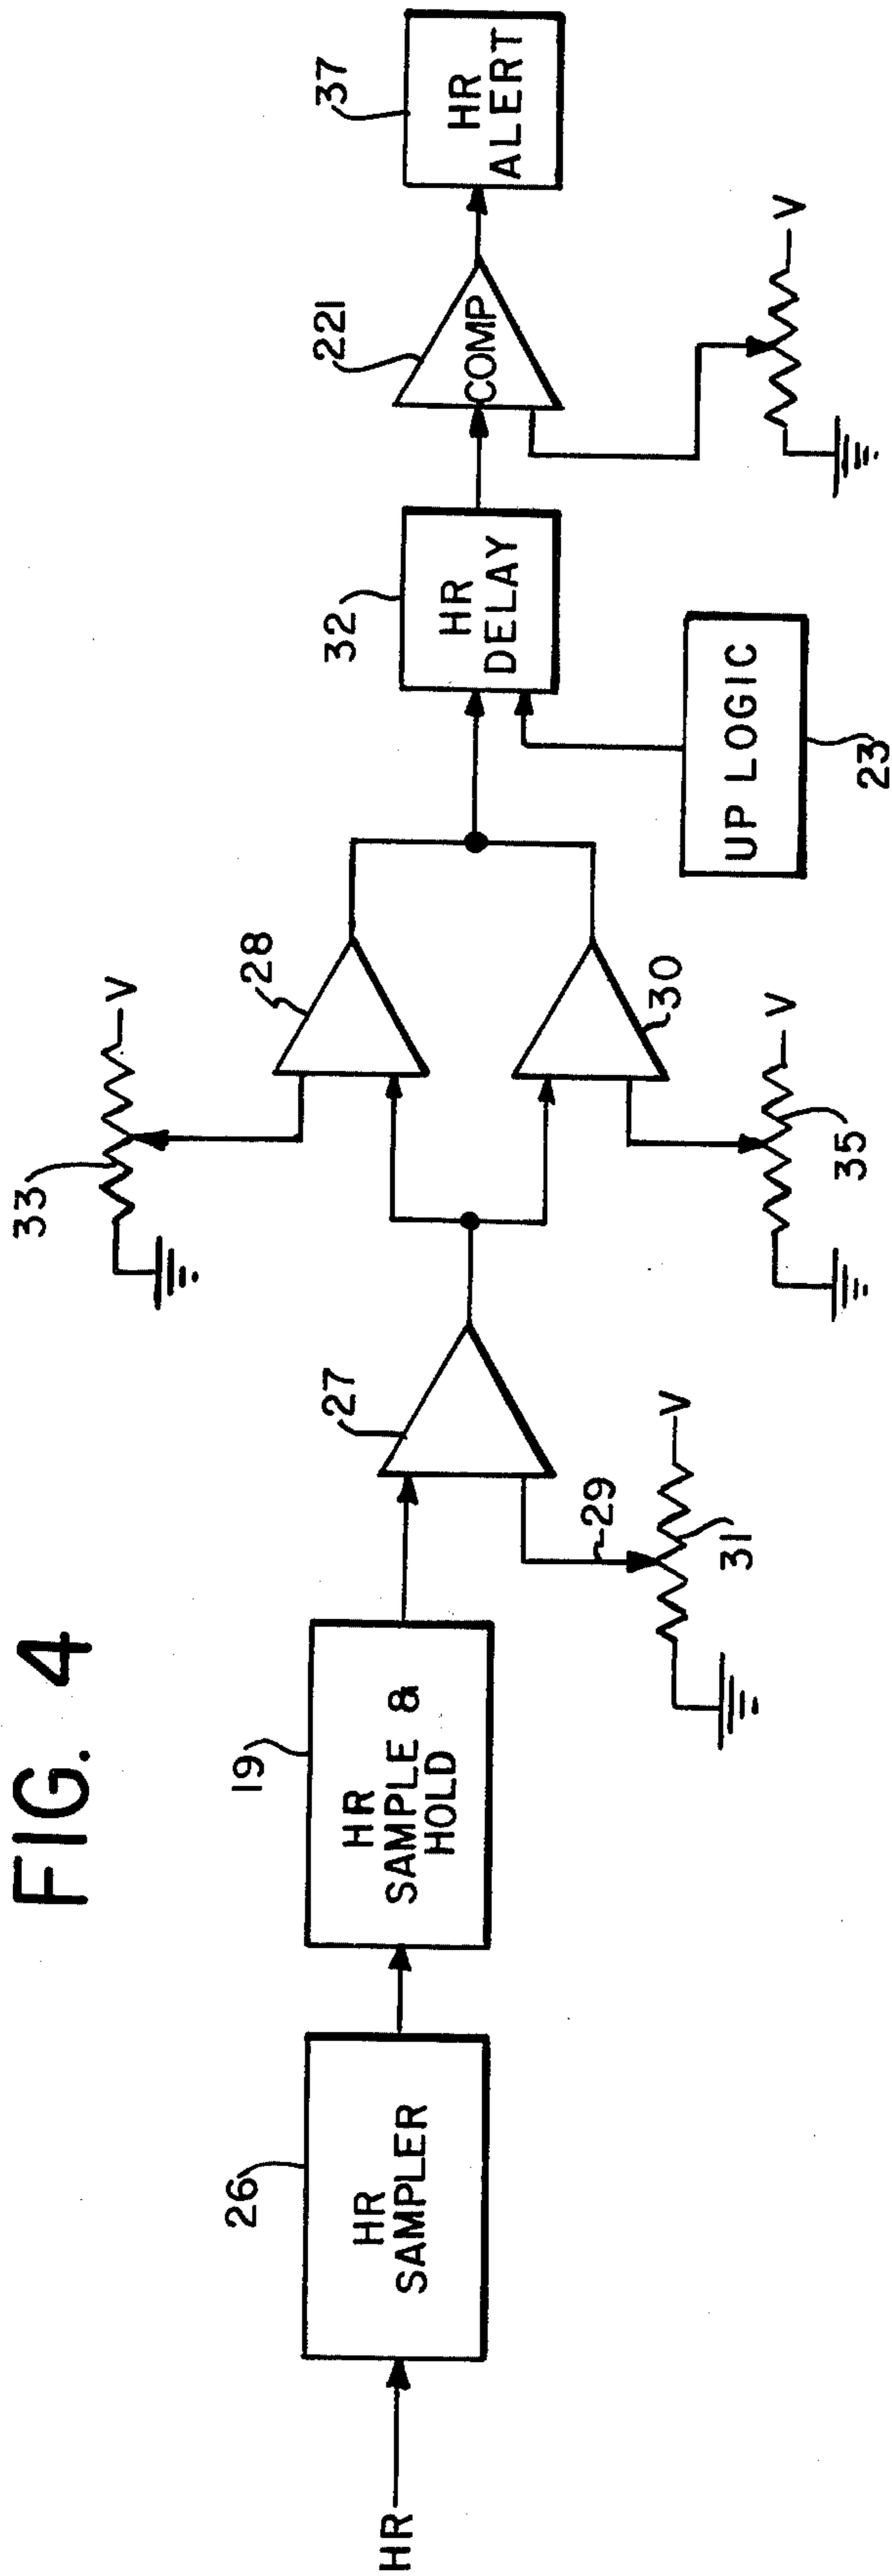 FIG. 4
HR
26
HR
SAMPLER
19
HR
SAMPLE &
HOLD
27
29
31
V
33
V
28
30
35
V
32
HR
DELAY
UP LOGIC
23
221
COMP
V
37
HR
ALERT